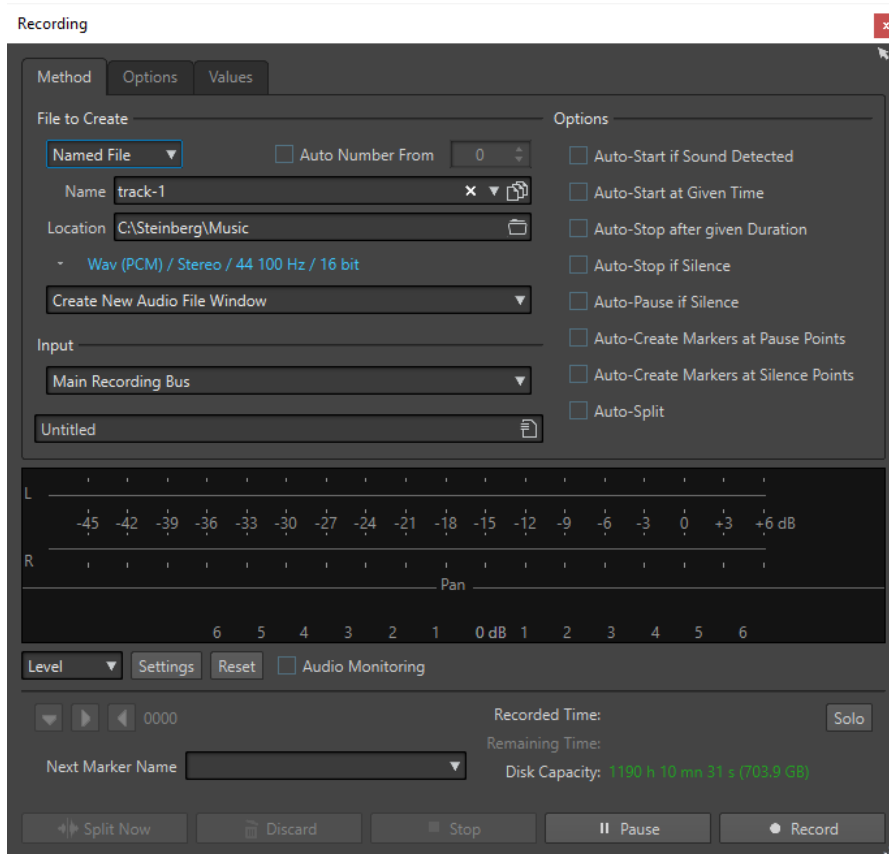 Recording
x
Method Options Values
File to Create
Named File Auto Number From 0
Name track-1
Location C:\Steinberg\Music
Wav (PCM) / Stereo / 44 100 Hz / 16 bit
Create New Audio File Window
Input
Main Recording Bus
Untitled
Options
Auto-Start if Sound Detected
Auto-Start at Given Time
Auto-Stop after given Duration
Auto-Stop if Silence
Auto-Pause if Silence
Auto-Create Markers at Pause Points
Auto-Create Markers at Silence Points
Auto-Split
L
-45 -42 -39 -36 -33 -30 -27 -24 -21 -18 -15 -12 -9 -6 -3 0 +3 +6 dB
R
Pan
6 5 4 3 2 1 0 dB 1 2 3 4 5 6
Level Settings Reset Audio Monitoring
0000
Recorded Time:
Solo
Remaining Time:
Next Marker Name
Disk Capacity: 1190 h 10 mn 31 s (703.9 GB)
Split Now Discard Stop Pause Record